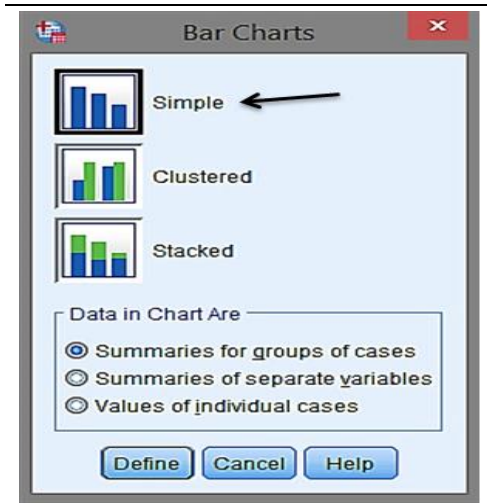 Bar Charts
Simple
Clustered
Stacked
Data in Chart Are
Summaries for groups of cases
Summaries of separate variables
Values of individual cases
Define Cancel Help